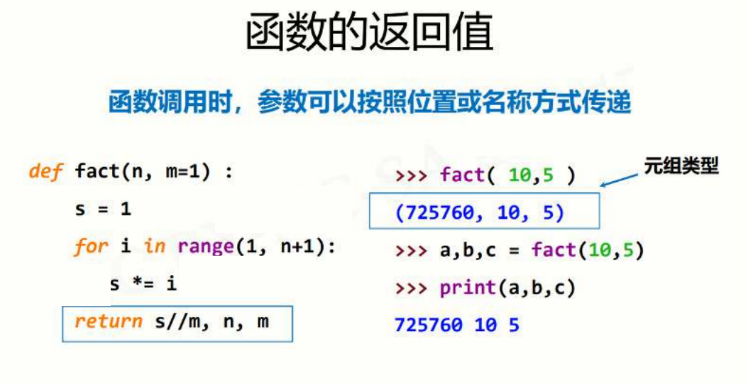 函数的返回值
函数调用时，参数可以按照位置或名称方式传递
def fact(n, m=1) :
s = 1
for i in range(1, n+1):
s *= i
return s//m, n, m
>>> fact( 10,5 )
元组类型
(725760, 10, 5)
>>> a,b,c = fact(10,5)
>>> print(a,b,c)
725760 10 5